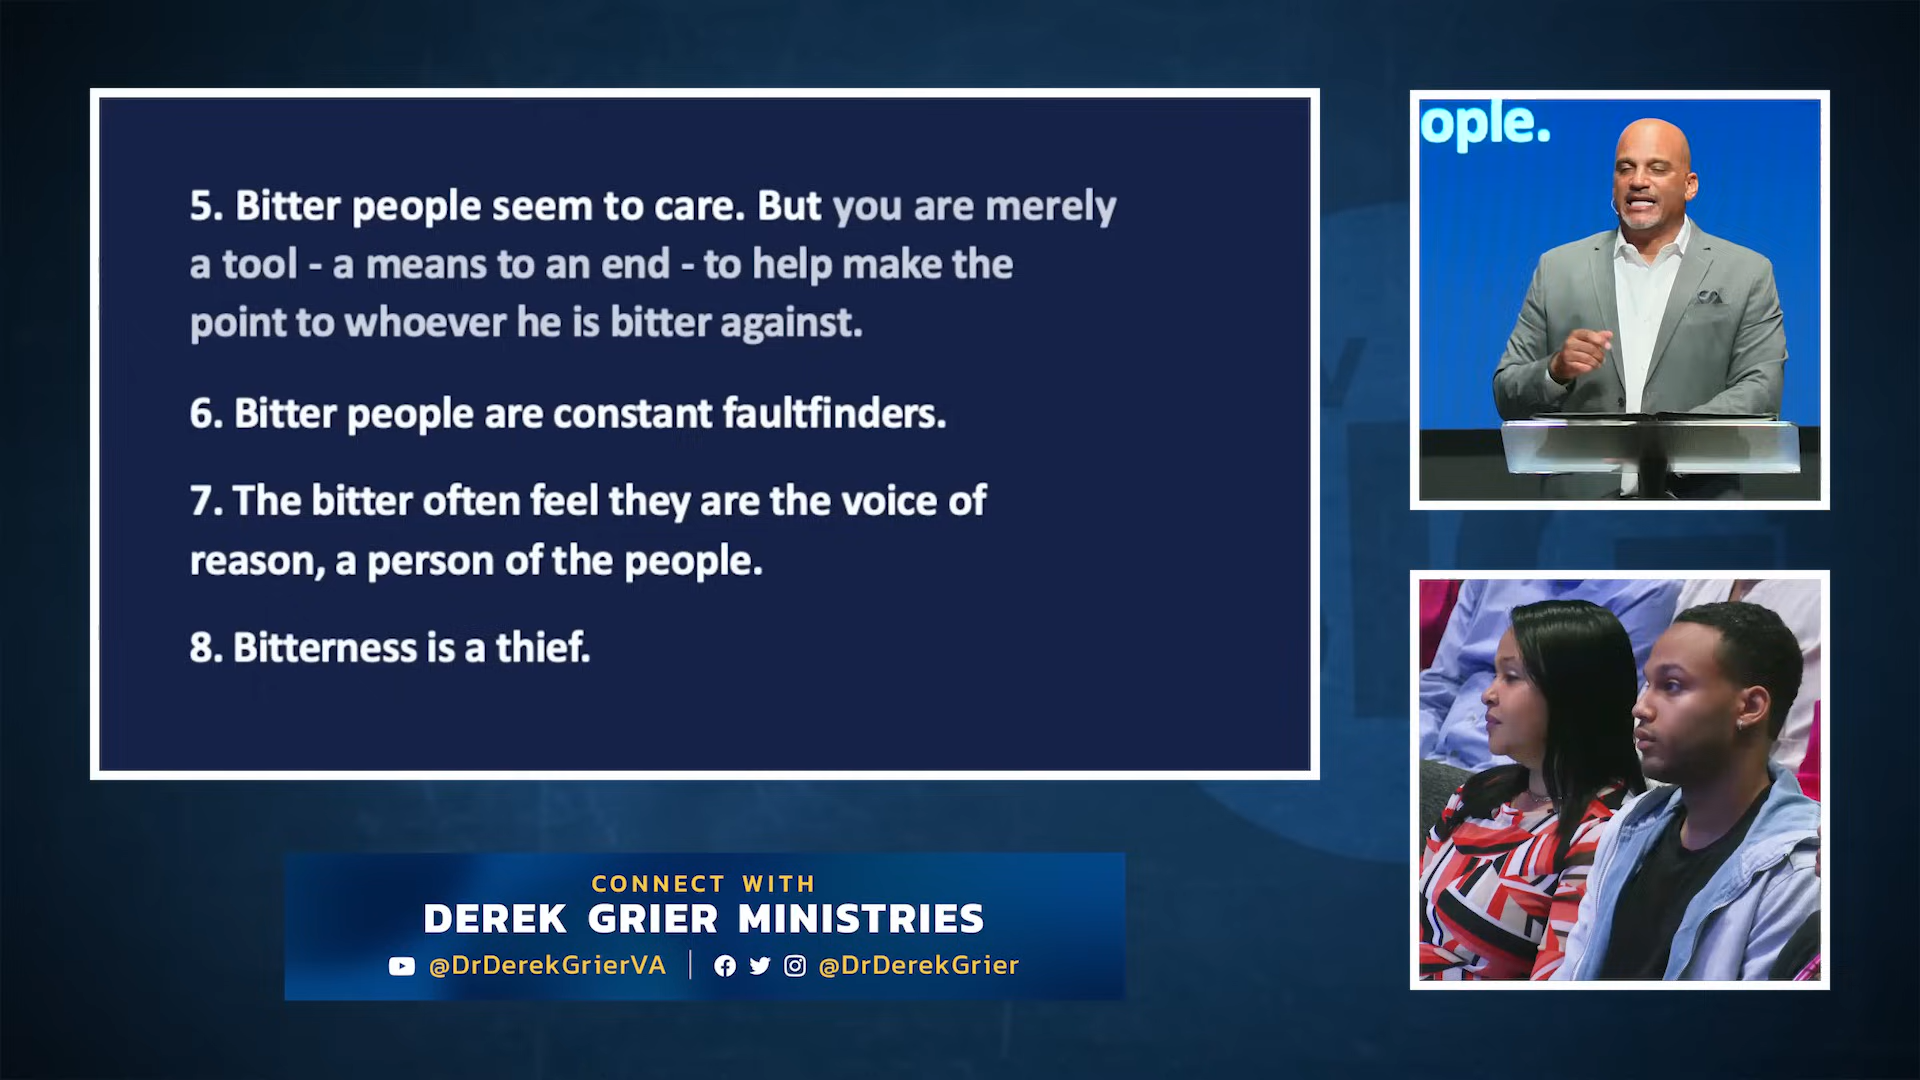 5. Bitter people seem to care. But you are merely
a tool - a means to an end - to help make the
point to whoever he is bitter against.
6. Bitter people are constant faultfinders.
7. The bitter often feel they are the voice of
reason, a person of the people.
8. Bitterness is a thief.
ople.
CONNECT WITH
DEREK GRIER MINISTRIES
@DrDerekGrierVA | @DrDerekGrier